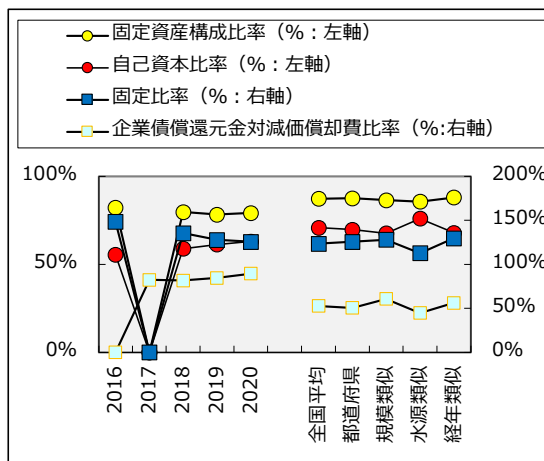 固定資産構成比率（%：左軸）
自己資本比率（%：左軸）
固定比率（%：右軸）
企業債償還元金対減価償却費比率（%:右軸）
100%
50%
0%
200%
150%
100%
50%
0%
2016
2017
2018
2019
2020
全国平均
都道府県
規模類似
水源類似
経年類似